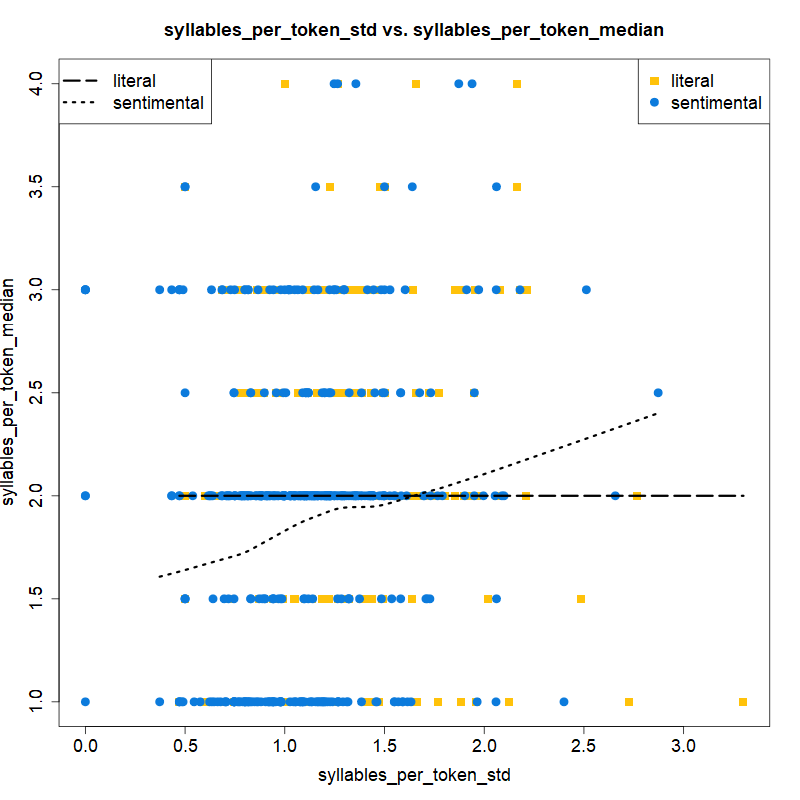 syllables_per_token_std vs. syllables_per_token_median
literal
sentimental
literal
sentimental
syllables_per_token_median
4.0
3.5
3.0
2.5
2.0
1.5
1.0
0.0 0.5 1.0 1.5 2.0 2.5 3.0
syllables_per_token_std